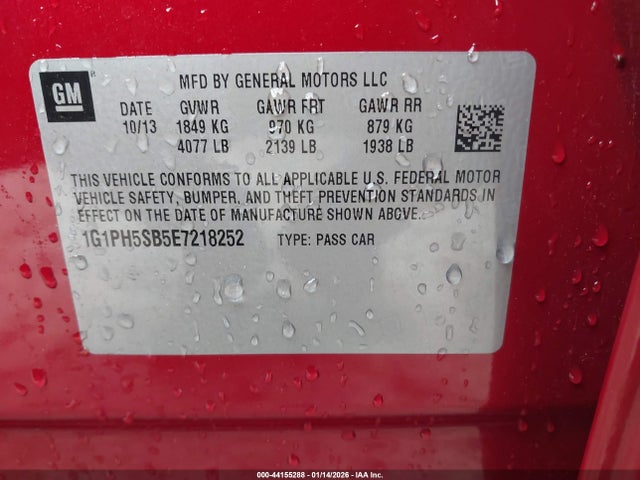 GM
MFD BY GENERAL MOTORS LLC
DATE GVWR GAWR FRT GAWR RR
10/13 1849 KG 970 KG 879 KG
4077 LB 2139 LB 1938 LB
THIS VEHICLE CONFORMS TO ALL APPLICABLE U.S. FEDERAL MOTOR
VEHICLE SAFETY, BUMPER, AND THEFT PREVENTION STANDARDS IN
EFFECT ON THE DATE OF MANUFACTURE SHOWN ABOVE.
1G1PH5SB5E7218252 TYPE: PASS CAR
000-44155288 - 01/14/2026 - IAA Inc.